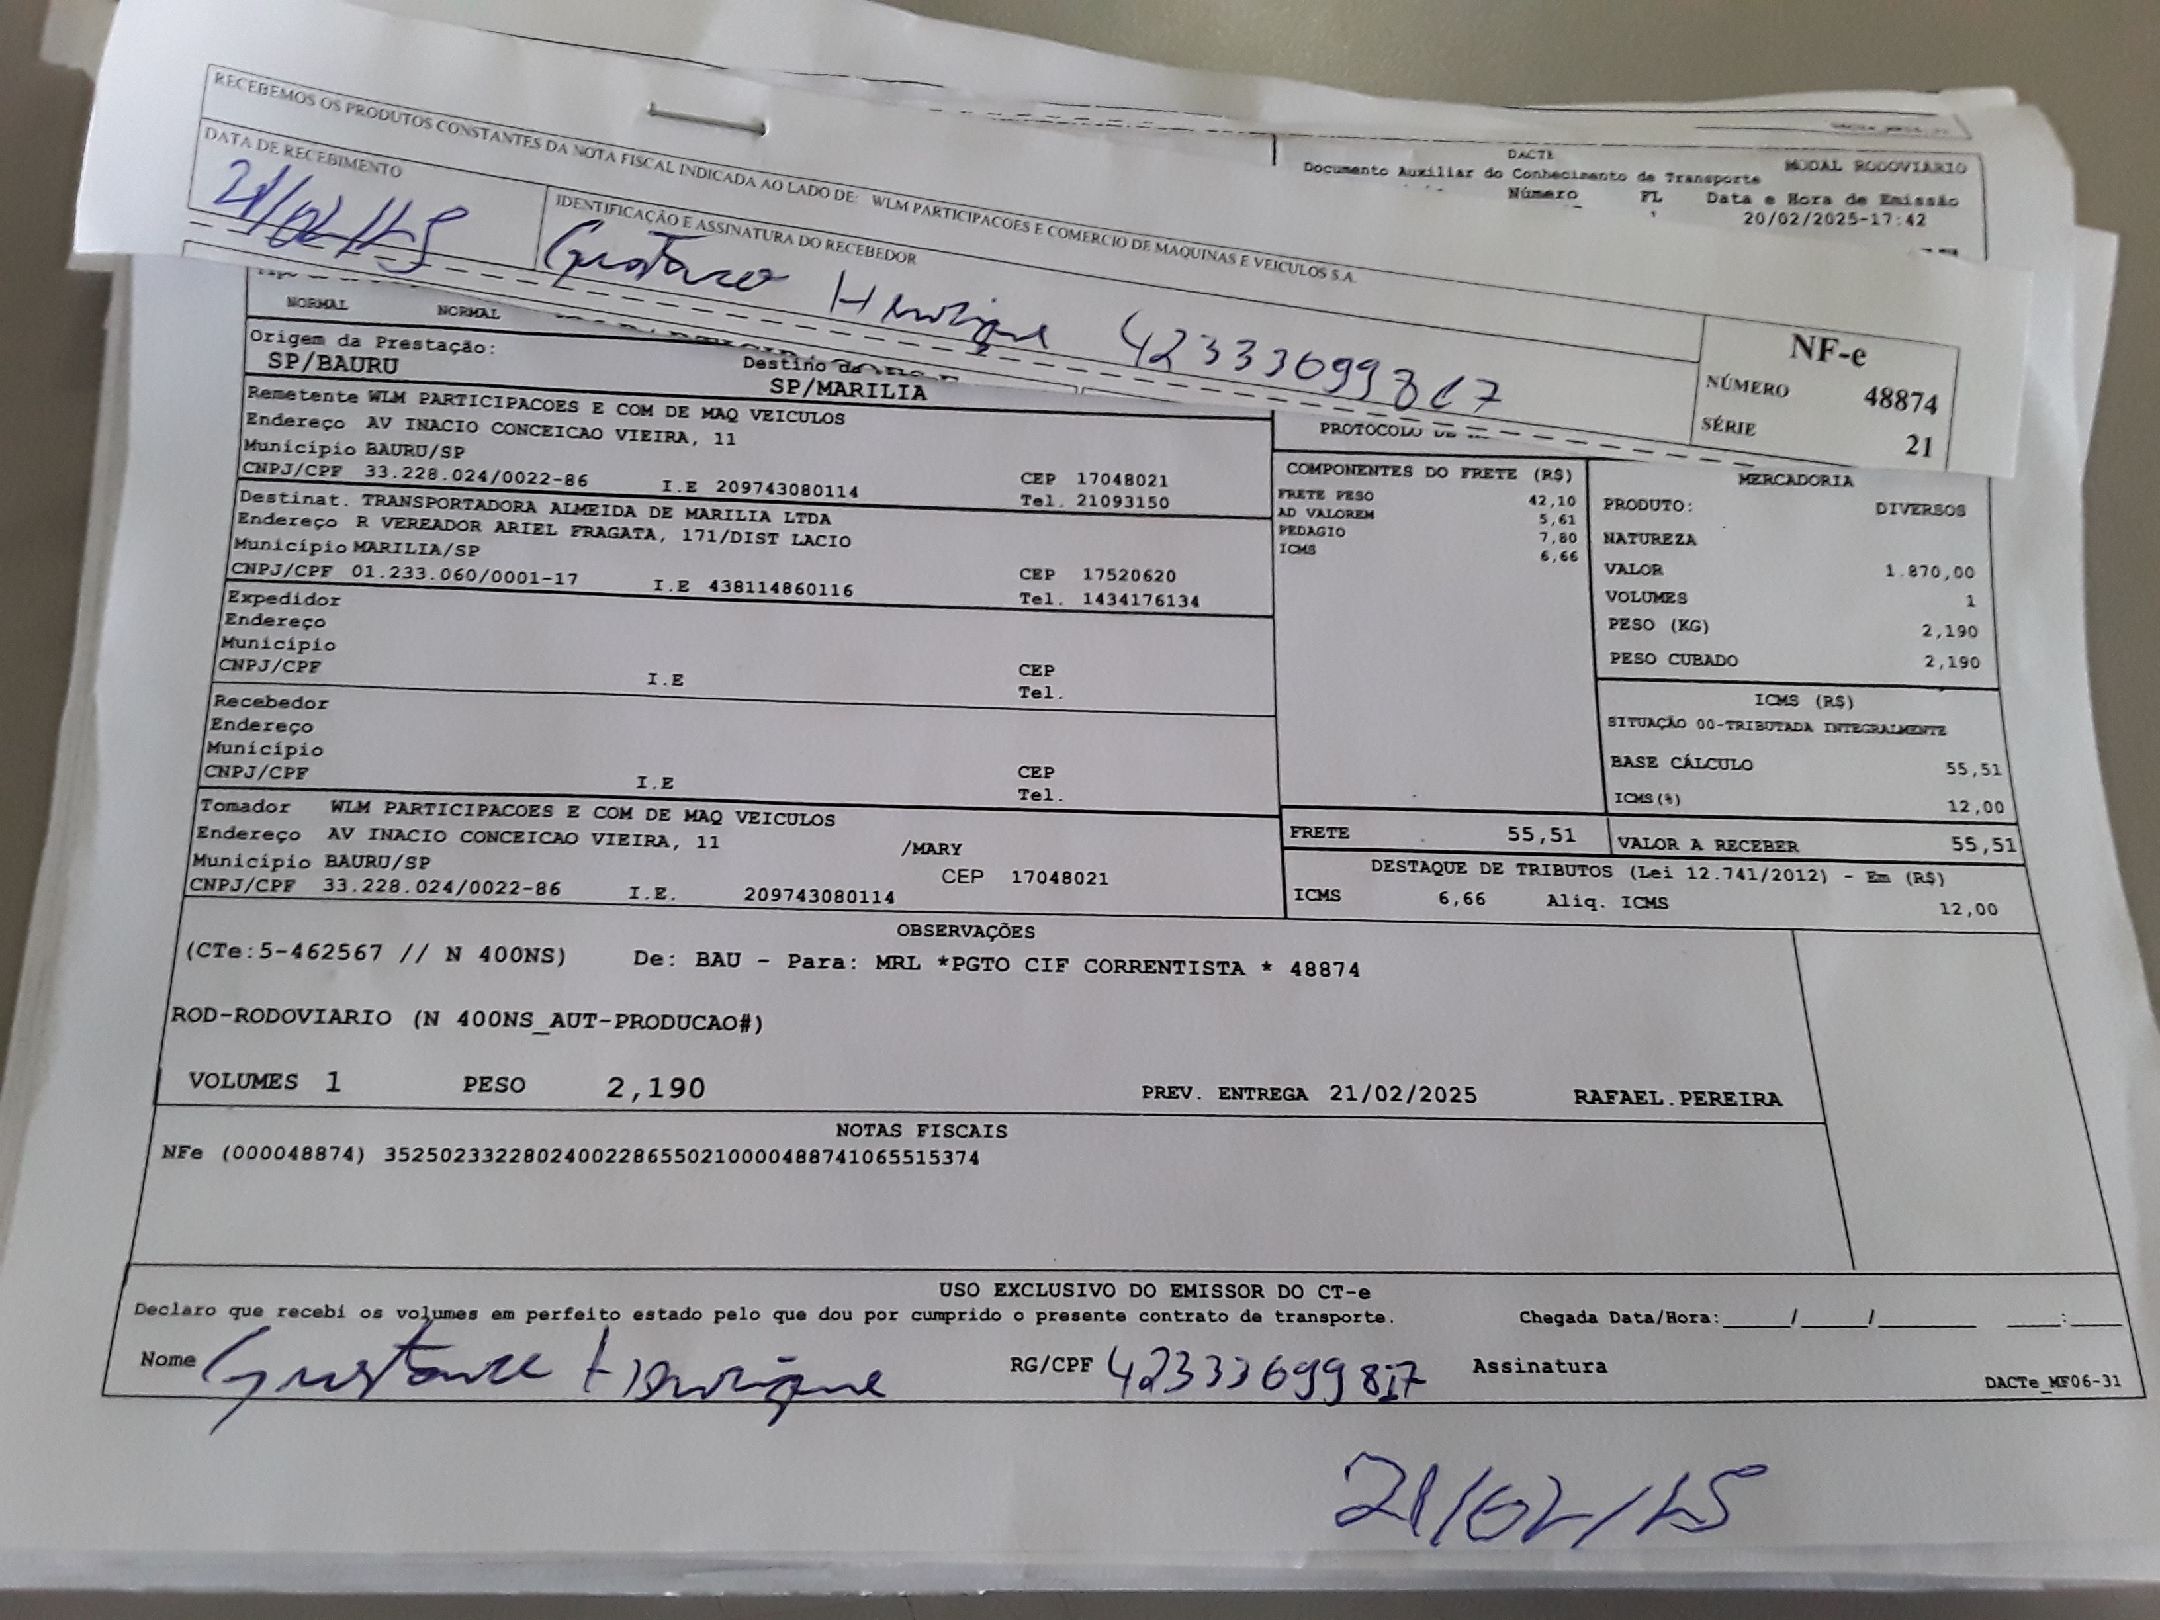 RECEBEMOS OS PRODUTOS CONSTANTES DA NOTA FISCAL INDICADA AO LADO DE: WLM PARTICIPACOES E COMERCIO DE MAQUINAS E VEICULOS S.A.
DATA DE RECEBIMENTO
21/02/25
IDENTIFICAÇÃO E ASSINATURA DO RECEBEDOR
Gustavo Henrique 42333699817
NF-e
NÚMERO 48874
SÉRIE 21
DACTE
MODAL RODOVIARIO
Documento Auxiliar do Conhecimento de Transporte
Número FL Data e Hora de Emissão
20/02/2025-17:42
NORMAL NORMAL
Origem da Prestação:
SP/BAURU
Destino da
SP/MARILIA
Remetente WLM PARTICIPACOES E COM DE MAQ VEICULOS
Endereço AV INACIO CONCEICAO VIEIRA, 11
Município BAURU/SP CEP 17048021
CNPJ/CPF 33.228.024/0022-86 I.E 209743080114 Tel. 21093150
Destinat. TRANSPORTADORA ALMEIDA DE MARILIA LTDA
Endereço R VEREADOR ARIEL FRAGATA, 171/DIST LACIO
Município MARILIA/SP CEP 17520620
CNPJ/CPF 01.233.060/0001-17 I.E 438114860116 Tel. 1434176134
Expedidor
Endereço
Município CEP
CNPJ/CPF I.E Tel.
Recebedor
Endereço
Município CEP
CNPJ/CPF I.E Tel.
Tomador WLM PARTICIPACOES E COM DE MAQ VEICULOS
Endereço AV INACIO CONCEICAO VIEIRA, 11 /MARY
Município BAURU/SP CEP 17048021
CNPJ/CPF 33.228.024/0022-86 I.E. 209743080114
PROTOCOLO DE
COMPONENTES DO FRETE (R$)
FRETE PESO 42,10
AD VALOREM 5,61
PEDAGIO 7,80
ICMS 6,66
MERCADORIA
PRODUTO: DIVERSOS
NATUREZA
VALOR 1.870,00
VOLUMES 1
PESO (KG) 2,190
PESO CUBADO 2,190
ICMS (R$)
SITUAÇÃO 00-TRIBUTADA INTEGRALMENTE
BASE CÁLCULO 55,51
ICMS(%) 12,00
FRETE 55,51 VALOR A RECEBER 55,51
DESTAQUE DE TRIBUTOS (Lei 12.741/2012) - Em (R$)
ICMS 6,66 Aliq. ICMS 12,00
OBSERVAÇÕES
(CTe:5-462567 // N 400NS) De: BAU - Para: MRL *PGTO CIF CORRENTISTA * 48874
ROD-RODOVIARIO (N 400NS_AUT-PRODUCAO#)
VOLUMES 1 PESO 2,190 PREV. ENTREGA 21/02/2025 RAFAEL.PEREIRA
NOTAS FISCAIS
NFe (000048874) 35250233228024002286550210000488741065515374
USO EXCLUSIVO DO EMISSOR DO CT-e
Declaro que recebi os volumes em perfeito estado pelo que dou por cumprido o presente contrato de transporte. Chegada Data/Hora:_____/_____/________ ____:____
Nome Gustavo Henrique RG/CPF 42333699817 Assinatura
DACTe_MF06-31
21/02/25